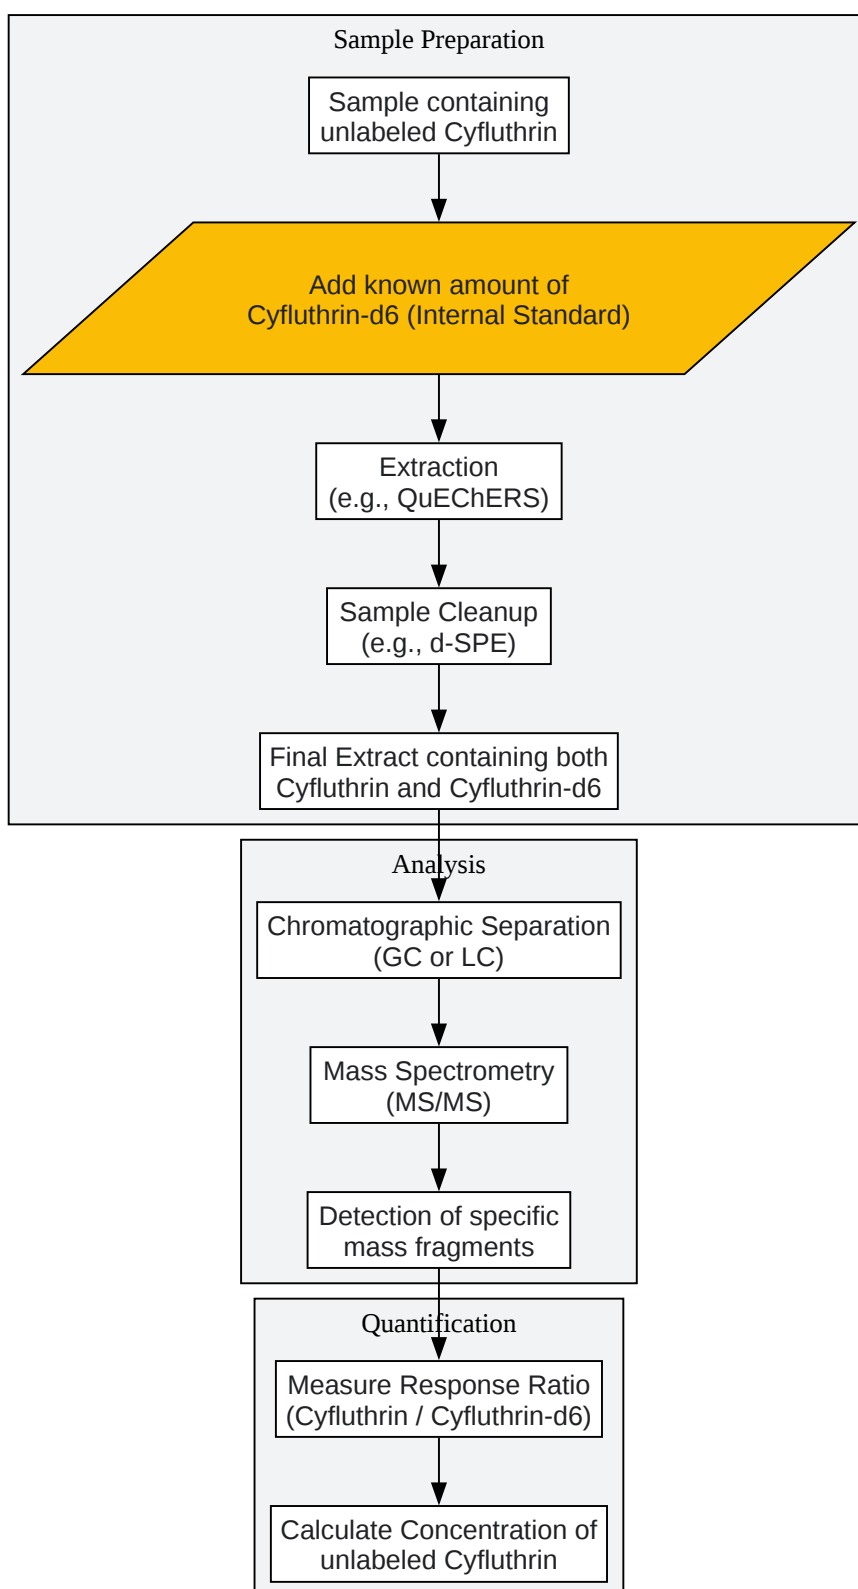 Sample Preparation
Sample containing
unlabeled Cyfluthrin
Add known amount of
Cyfluthrin-d6 (Internal Standard)
Extraction
(e.g., QuEChERS)
Sample Cleanup
(e.g., d-SPE)
Final Extract containing both
Cyfluthrin and Cyfluthrin-d6
Analysis
Chromatographic Separation
(GC or LC)
Mass Spectrometry
(MS/MS)
Detection of specific
mass fragments
Quantification
Measure Response Ratio
(Cyfluthrin / Cyfluthrin-d6)
Calculate Concentration of
unlabeled Cyfluthrin